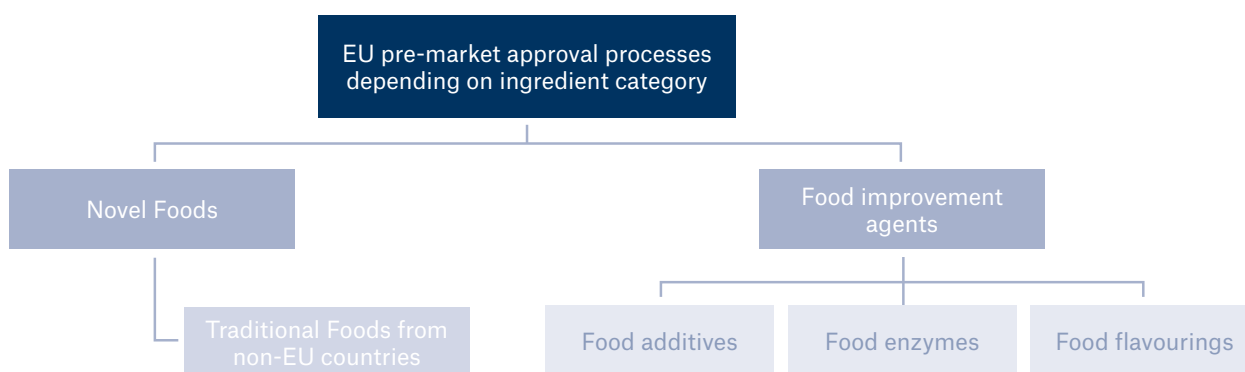 EU pre-market approval processes
depending on ingredient category
Novel Foods
Food improvement
agents
Traditional Foods from
non-EU countries
Food additives
Food enzymes
Food flavourings